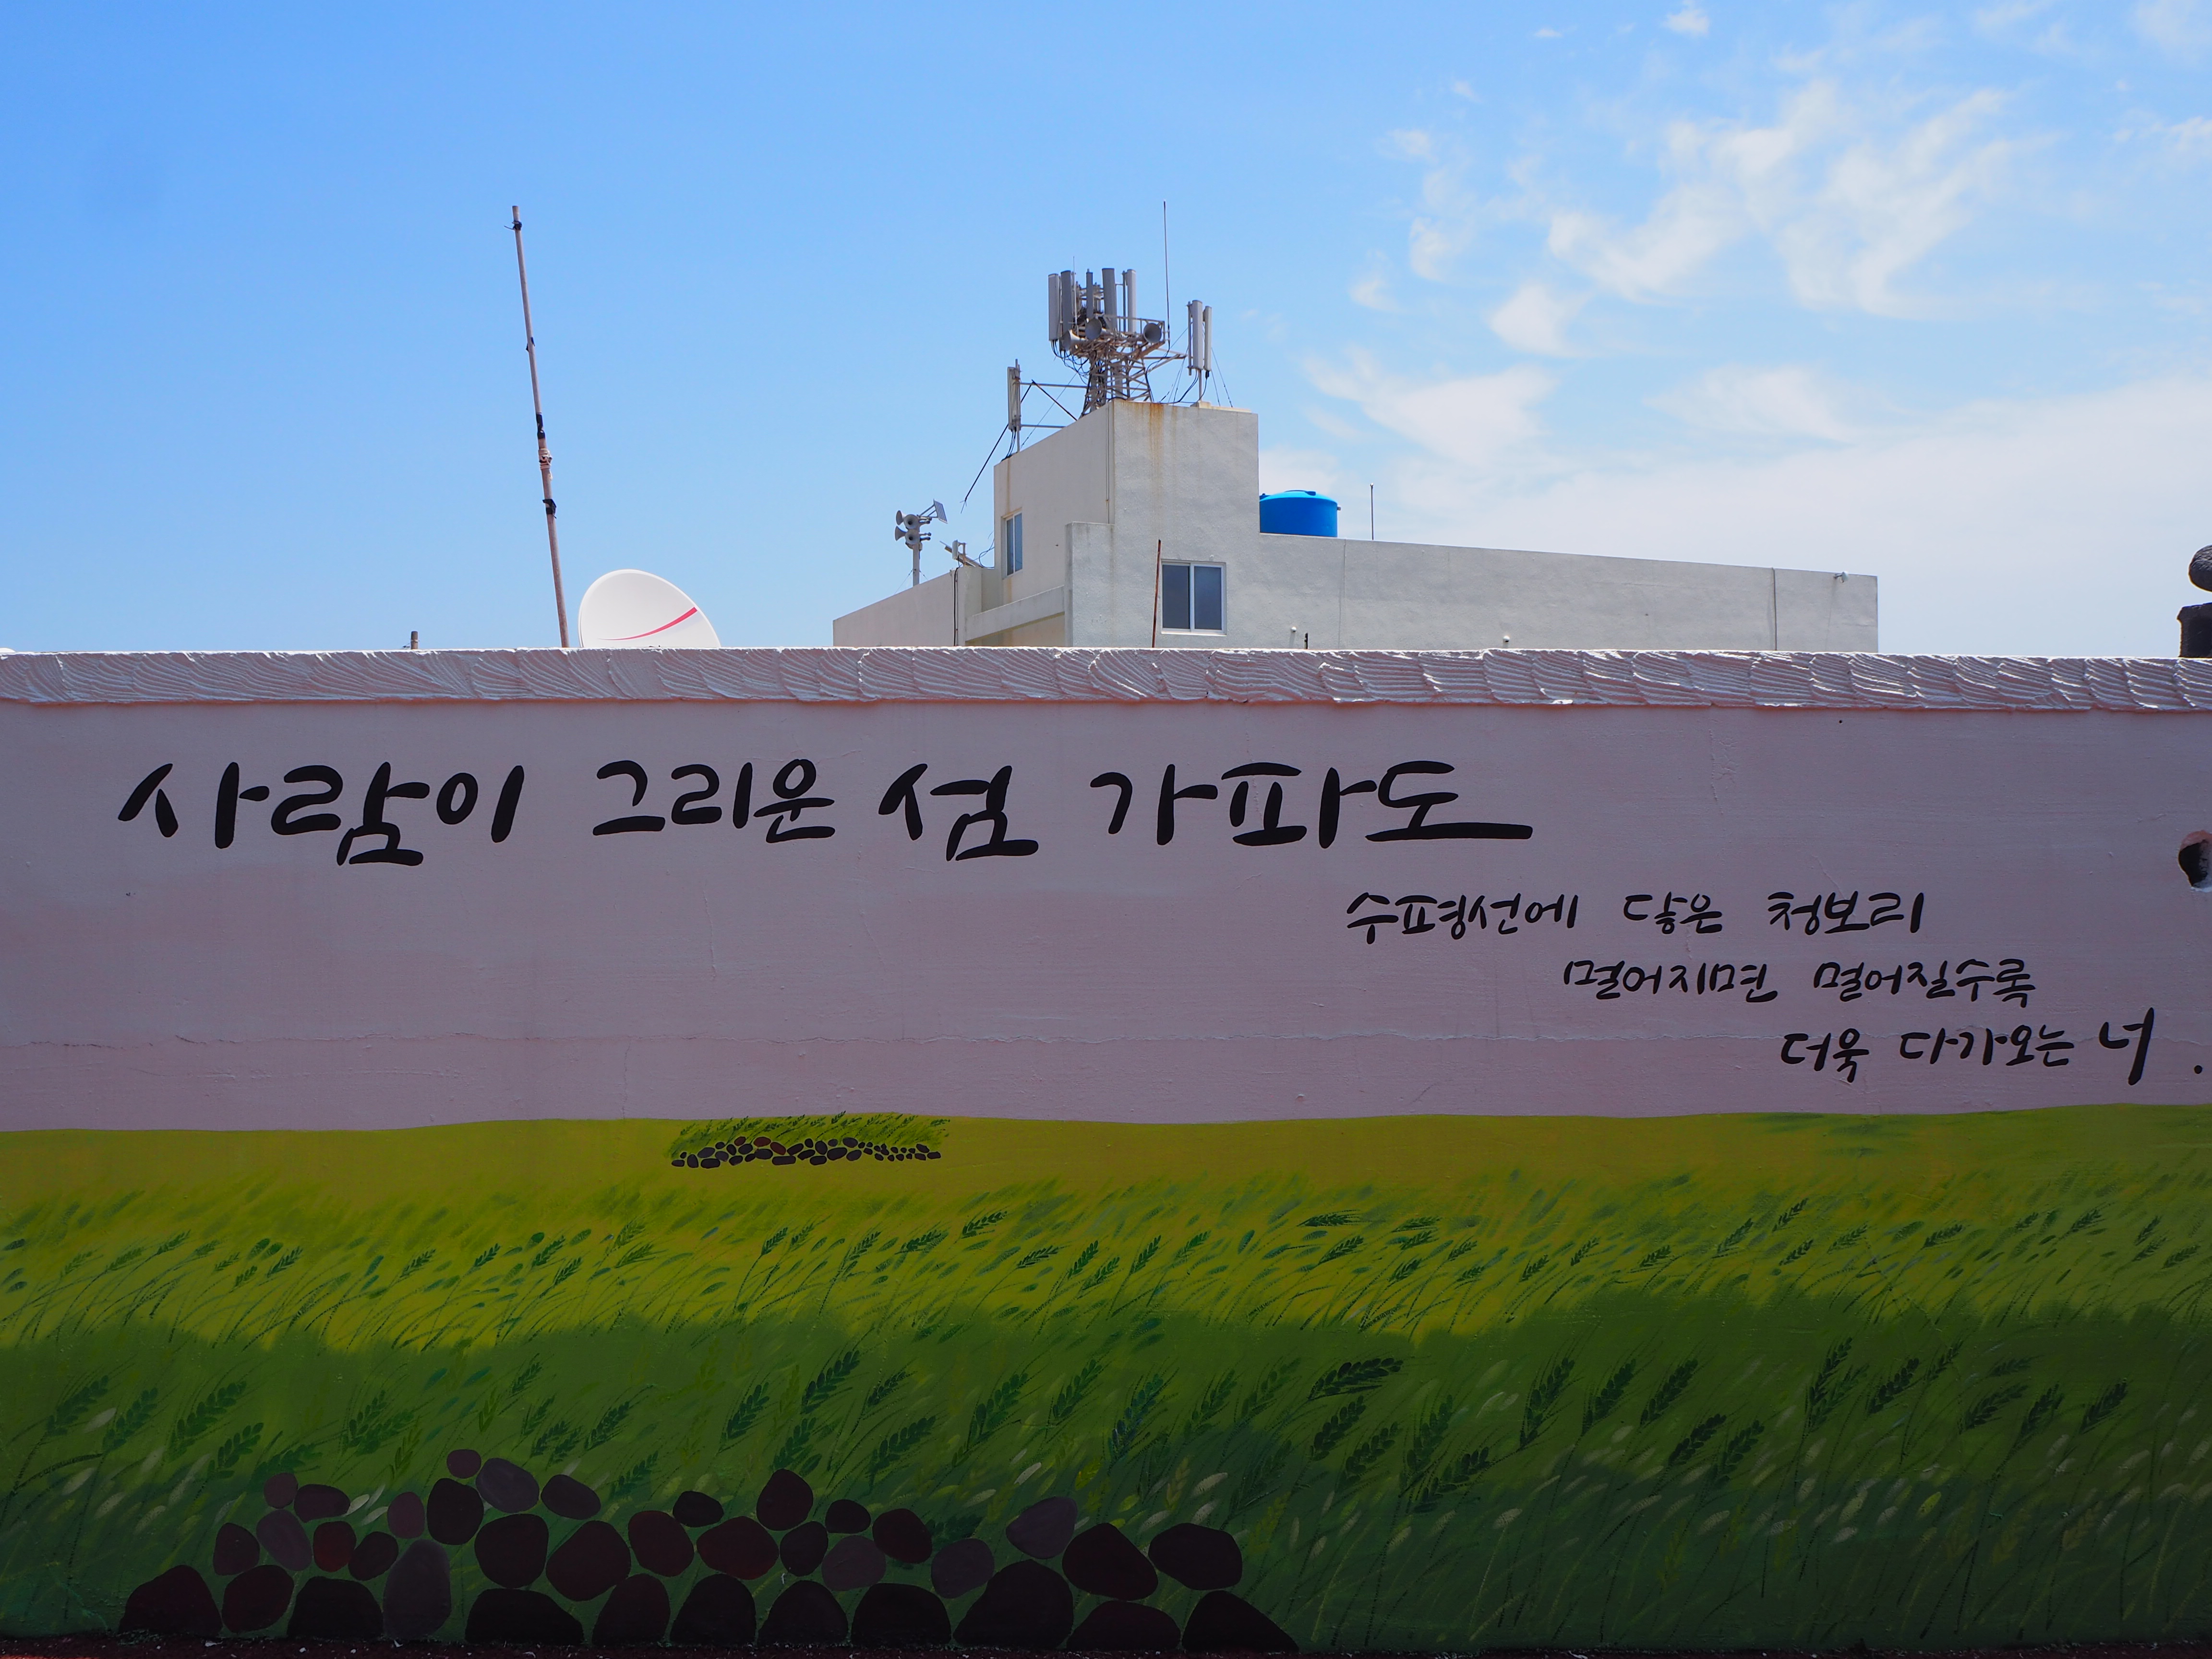 사람이 그리운 섬 가파도
수평선에 닿은 청보리
멀어지면 멀어질수록
더욱 다가오는 너.